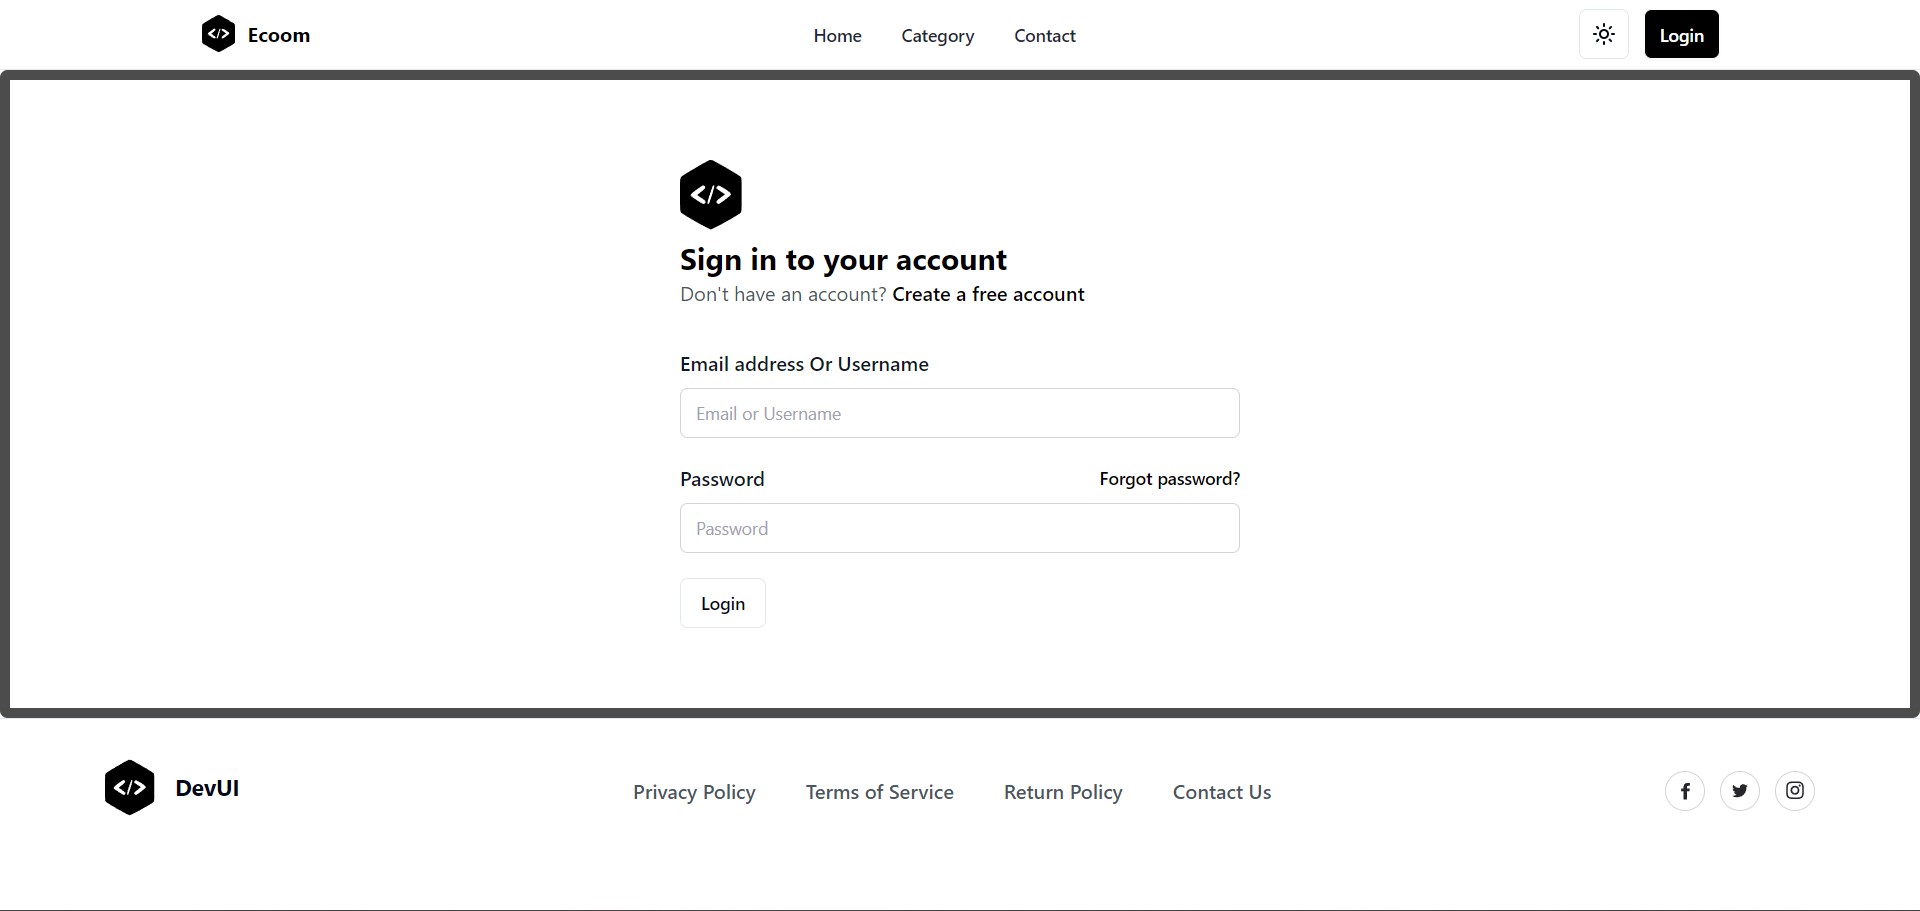 Ecoom
Home Category Contact
Login
Sign in to your account
Don't have an account? Create a free account
Email address Or Username
Email or Username
Password Forgot password?
Password
Login
DevUI
Privacy Policy Terms of Service Return Policy Contact Us